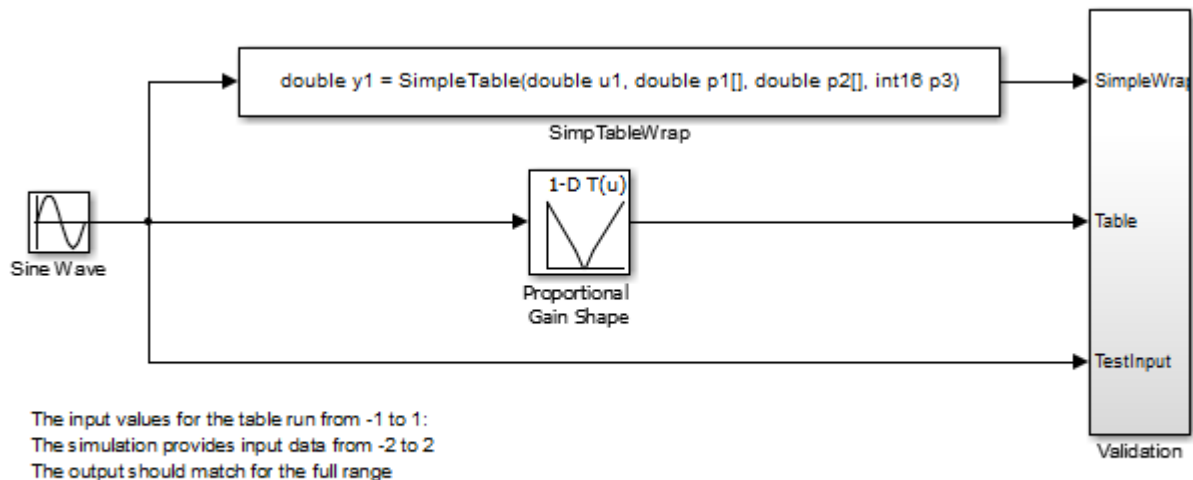 double y1 = SimpleTable(double u1, double p1[], double p2[], int16 p3)
SimpTableWrap
SimpleWrap
1-D T(u)
Sine Wave
Proportional
Gain Shape
Table
TestInput
Validation
The input values for the table run from -1 to 1:
The simulation provides input data from -2 to 2
The output should match for the full range